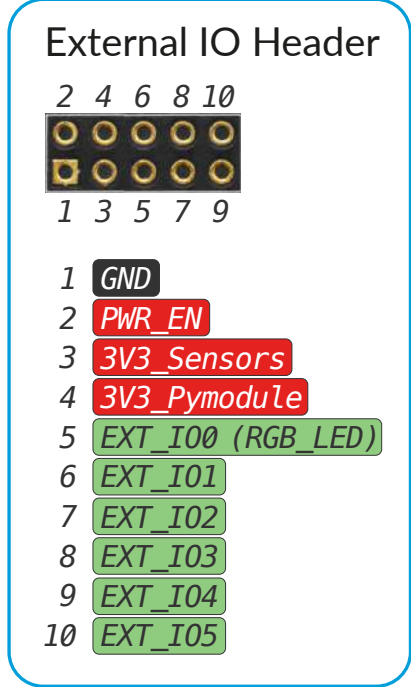 External IO Header
2 4 6 8 10
1 3 5 7 9
1 GND
2 PWR_EN
3 3V3_Sensors
4 3V3_Pymodule
5 EXT_IO0 (RGB_LED)
6 EXT_IO1
7 EXT_IO2
8 EXT_IO3
9 EXT_IO4
10 EXT_IO5